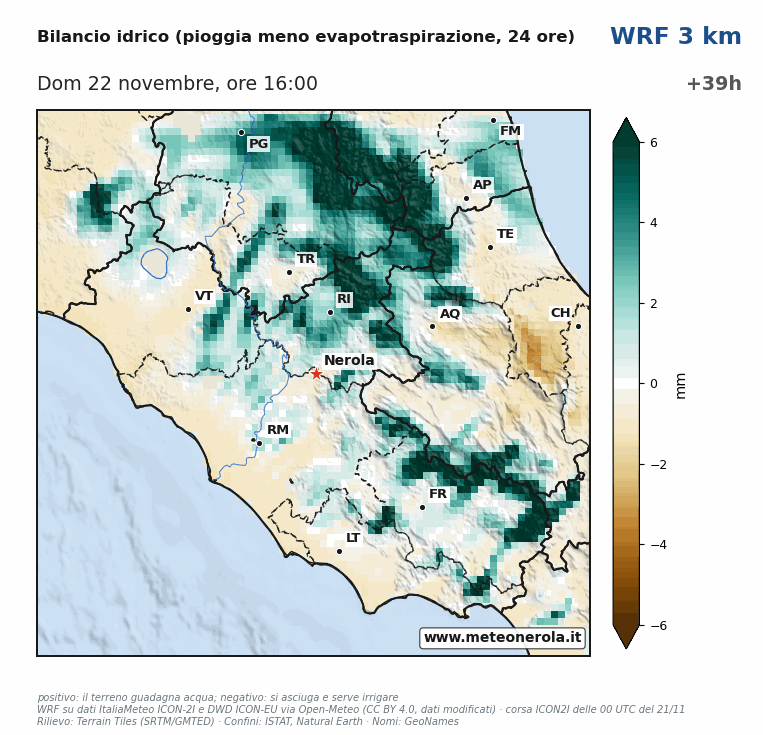 Bilancio idrico (pioggia meno evapotraspirazione, 24 ore)
WRF 3 km
Dom 22 novembre, ore 16:00
+39h
FM
PG
AP
TE
TR
VT
RI
AQ
CH
Nerola
RM
FR
LT
www.meteonerola.it
6
4
2
0
−2
−4
−6
mm
positivo: il terreno guadagna acqua; negativo: si asciuga e serve irrigare
WRF su dati ItaliaMeteo ICON-2I e DWD ICON-EU via Open-Meteo (CC BY 4.0, dati modificati) · corsa ICON2I delle 00 UTC del 21/11
Rilievo: Terrain Tiles (SRTM/GMTED) · Confini: ISTAT, Natural Earth · Nomi: GeoNames